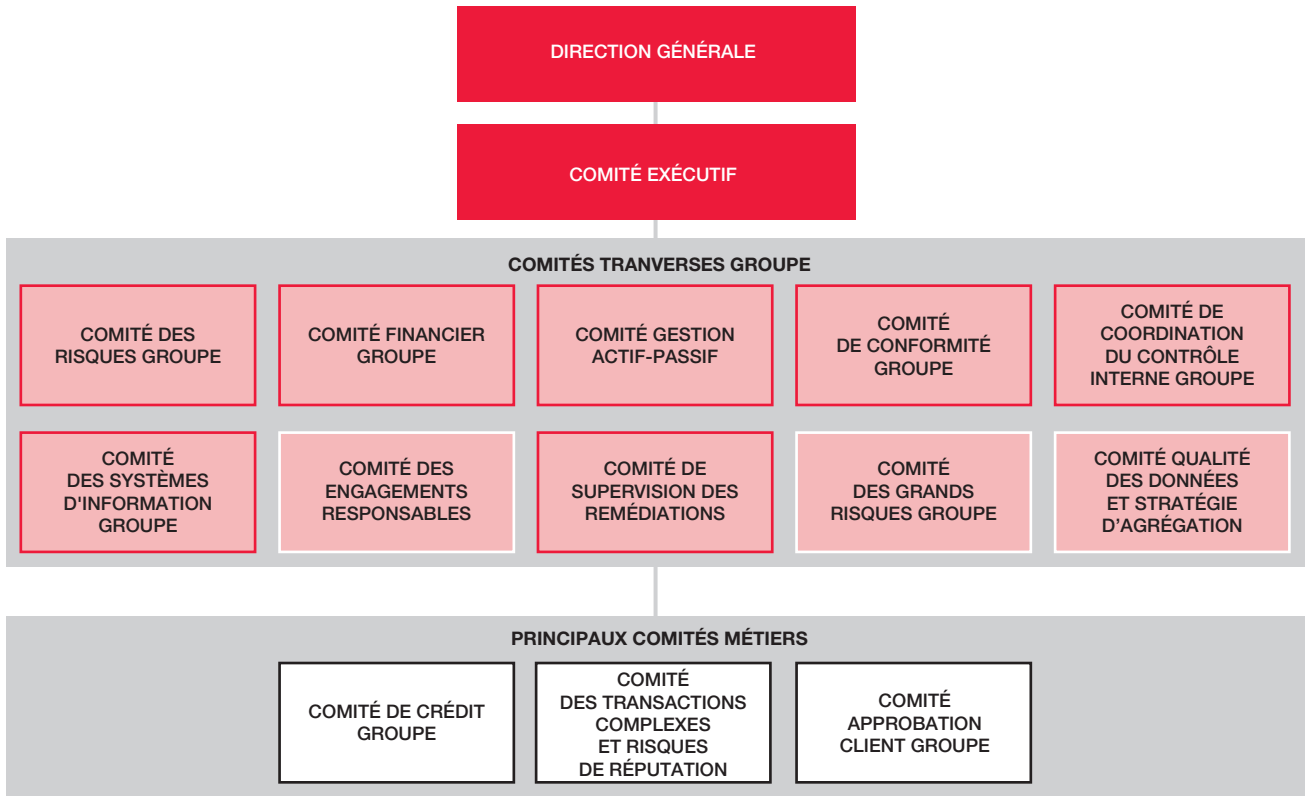 DIRECTION GÉNÉRALE
COMITÉ EXÉCUTIF
COMITÉS TRANVERSES GROUPE
COMITÉ DES
RISQUES GROUPE
COMITÉ FINANCIER
GROUPE
COMITÉ GESTION
ACTIF-PASSIF
COMITÉ
DE CONFORMITÉ
GROUPE
COMITÉ DE
COORDINATION
DU CONTRÔLE
INTERNE GROUPE
COMITÉ
DES SYSTÈMES
D'INFORMATION
GROUPE
COMITÉ DES
ENGAGEMENTS
RESPONSABLES
COMITÉ DE
SUPERVISION DES
REMÉDIATIONS
COMITÉ
DES GRANDS
RISQUES GROUPE
COMITÉ QUALITÉ
DES DONNÉES
ET STRATÉGIE
D’AGRÉGATION
PRINCIPAUX COMITÉS MÉTIERS
COMITÉ DE CRÉDIT
GROUPE
COMITÉ
DES TRANSACTIONS
COMPLEXES
ET RISQUES
DE RÉPUTATION
COMITÉ
APPROBATION
CLIENT GROUPE